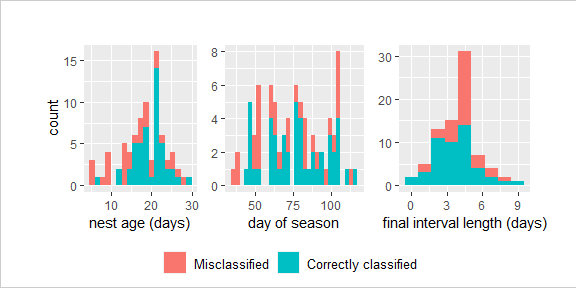 count
15
10
5
0
10 20 30
nest age (days)
8
6
4
2
0
50 75 100
day of season
30
20
10
0
0 3 6 9
final interval length (days)
Misclassified Correctly classified